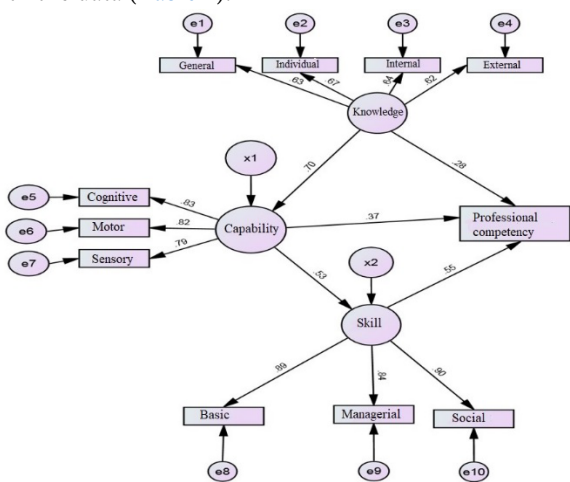 e1
e2
e3
e4
General
Individual
Internal
External
.63
.67
.64
.62
Knowledge
x1
.70
.28
e5
Cognitive
.83
e6
Motor
.82
Capability
.37
Professional
competency
e7
Sensory
.79
x2
.53
.55
Skill
.89
.84
.90
Basic
Managerial
Social
e8
e9
e10